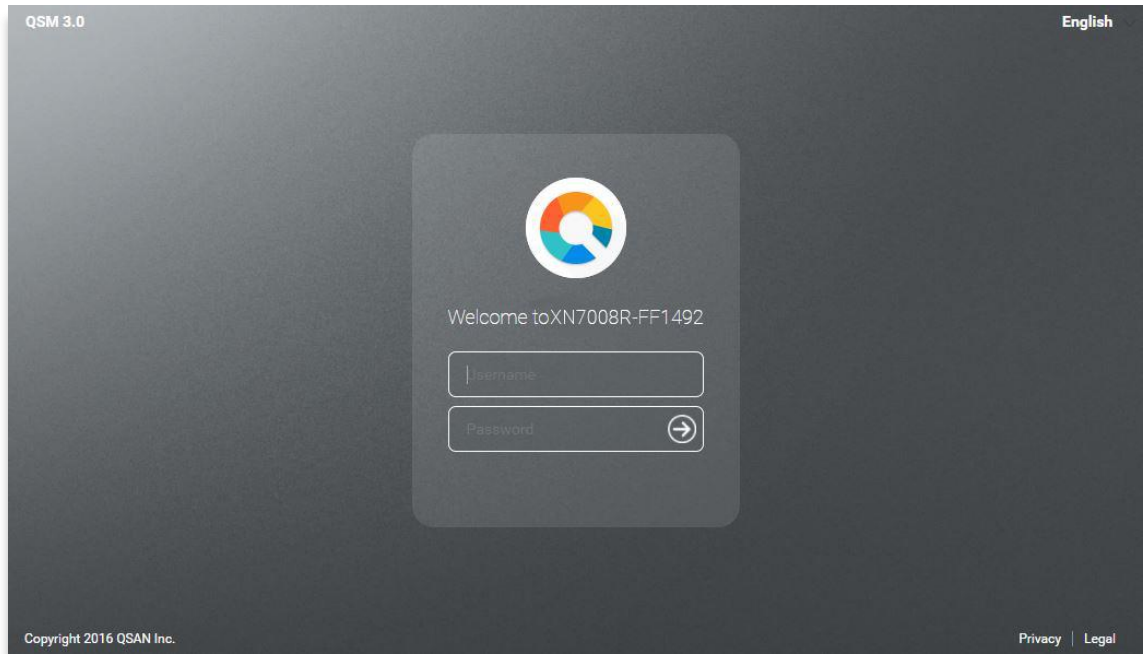 QSM 3.0
English
Welcome toXN7008R-FF1492
Username
Password
Copyright 2016 QSAN Inc.
Privacy | Legal